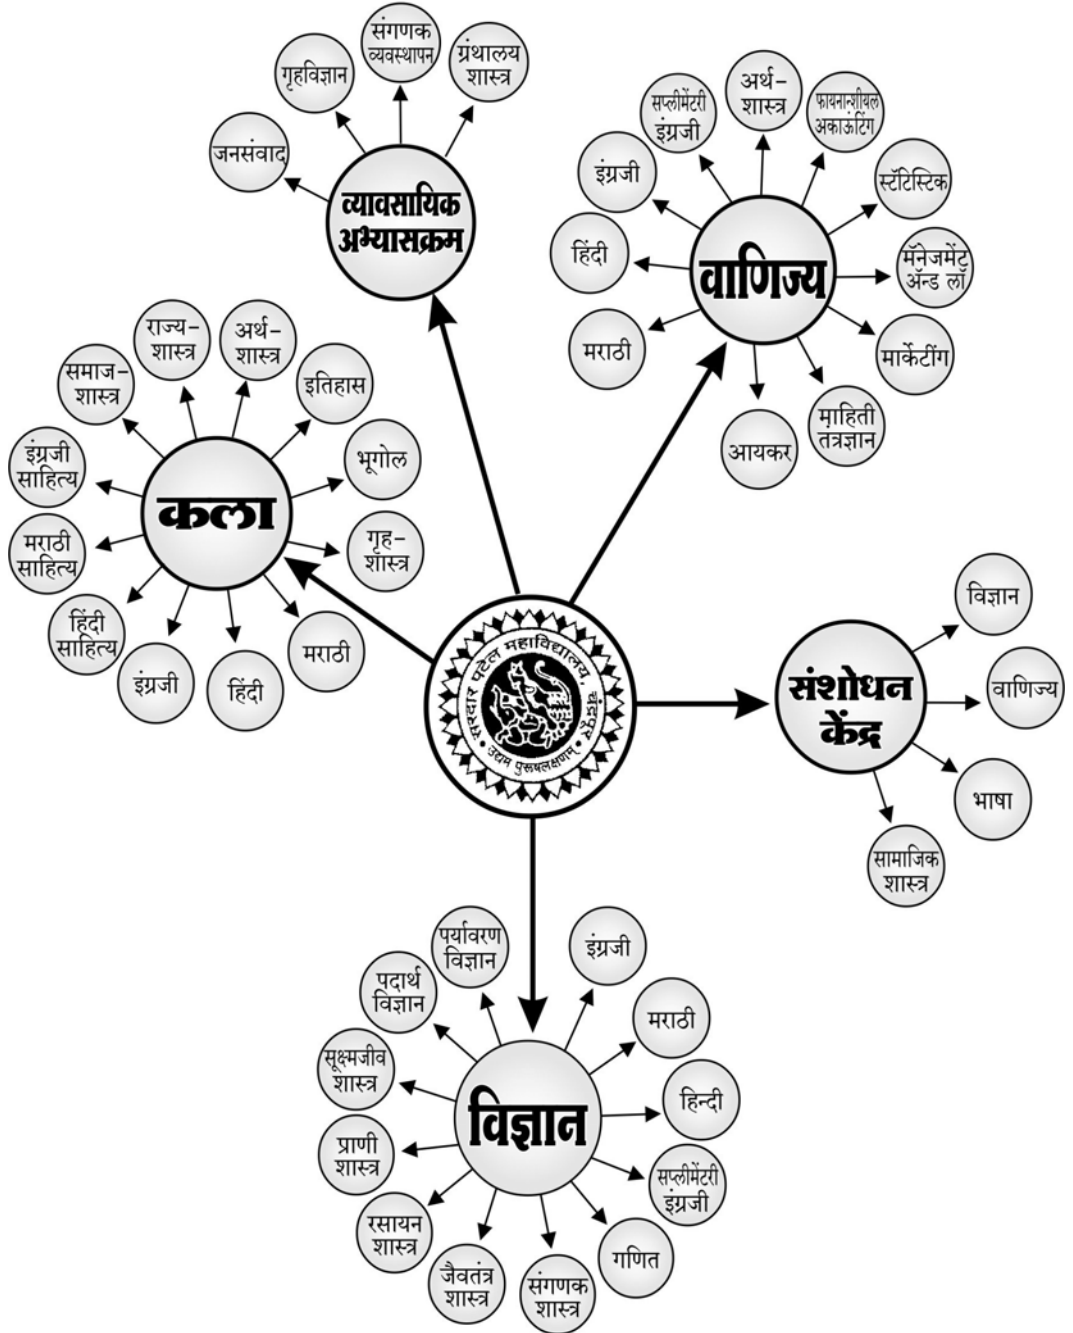 संगणक
व्यवस्थापन
ग्रंथालय
शास्त्र
गृहविज्ञान
जनसंवाद
व्यावसायिक
अभ्यासक्रम
सप्लीमेंटरी
इंग्रजी
अर्थ-
शास्त्र
फायनान्शीयल
अकाऊंटिंग
इंग्रजी
स्टॅटिस्टिक
हिंदी
मॅनेजमेंट
ॲन्ड लॉ
वाणिज्य
मराठी
मार्केटींग
आयकर
माहिती
तंत्रज्ञान
राज्य-
शास्त्र
अर्थ-
शास्त्र
समाज-
शास्त्र
इतिहास
इंग्रजी
साहित्य
भूगोल
कला
मराठी
साहित्य
गृह-
शास्त्र
हिंदी
साहित्य
इंग्रजी
हिंदी
मराठी
सरदार पटेल महाविद्यालय, चंद्रपूर
उद्यम पुरूषलक्षणम्
संशोधन
केंद्र
विज्ञान
वाणिज्य
भाषा
सामाजिक
शास्त्र
पर्यावरण
विज्ञान
इंग्रजी
पदार्थ
विज्ञान
मराठी
सूक्ष्मजीव
शास्त्र
हिन्दी
विज्ञान
प्राणी
शास्त्र
सप्लीमेंटरी
इंग्रजी
रसायन
शास्त्र
गणित
जैवतंत्र
शास्त्र
संगणक
शास्त्र